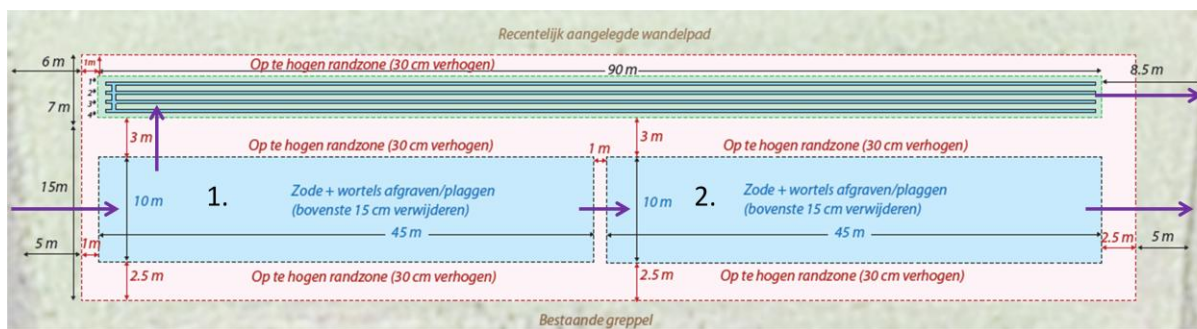 Recentelijk aangelegde wandelpad
6 m
1m
Op te hogen randzone (30 cm verhogen)
90 m
8.5 m
1*
2*
3*
4*
7 m
3 m
Op te hogen randzone (30 cm verhogen)
3 m
Op te hogen randzone (30 cm verhogen)
1 m
15m
10 m
1.
Zode + wortels afgraven/plaggen
(bovenste 15 cm verwijderen)
10 m
2.
Zode + wortels afgraven/plaggen
(bovenste 15 cm verwijderen)
45 m
45 m
5 m
1m
2.5 m
5 m
2.5 m
Op te hogen randzone (30 cm verhogen)
2.5 m
Op te hogen randzone (30 cm verhogen)
Bestaande greppel